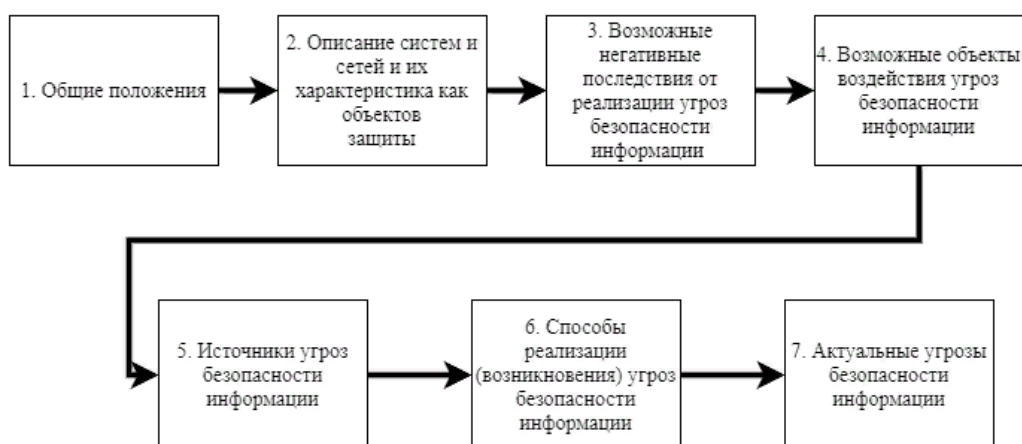 1. Общие положения
2. Описание систем и
сетей и их
характеристика как
объектов
защиты
3. Возможные
негативные
последствия от
реализации угроз
безопасности
информации
4. Возможные объекты
воздействия угроз
безопасности
информации
5. Источники угроз
безопасности
информации
6. Способы
реализации
(возникновения) угроз
безопасности
информации
7. Актуальные угрозы
безопасности
информации